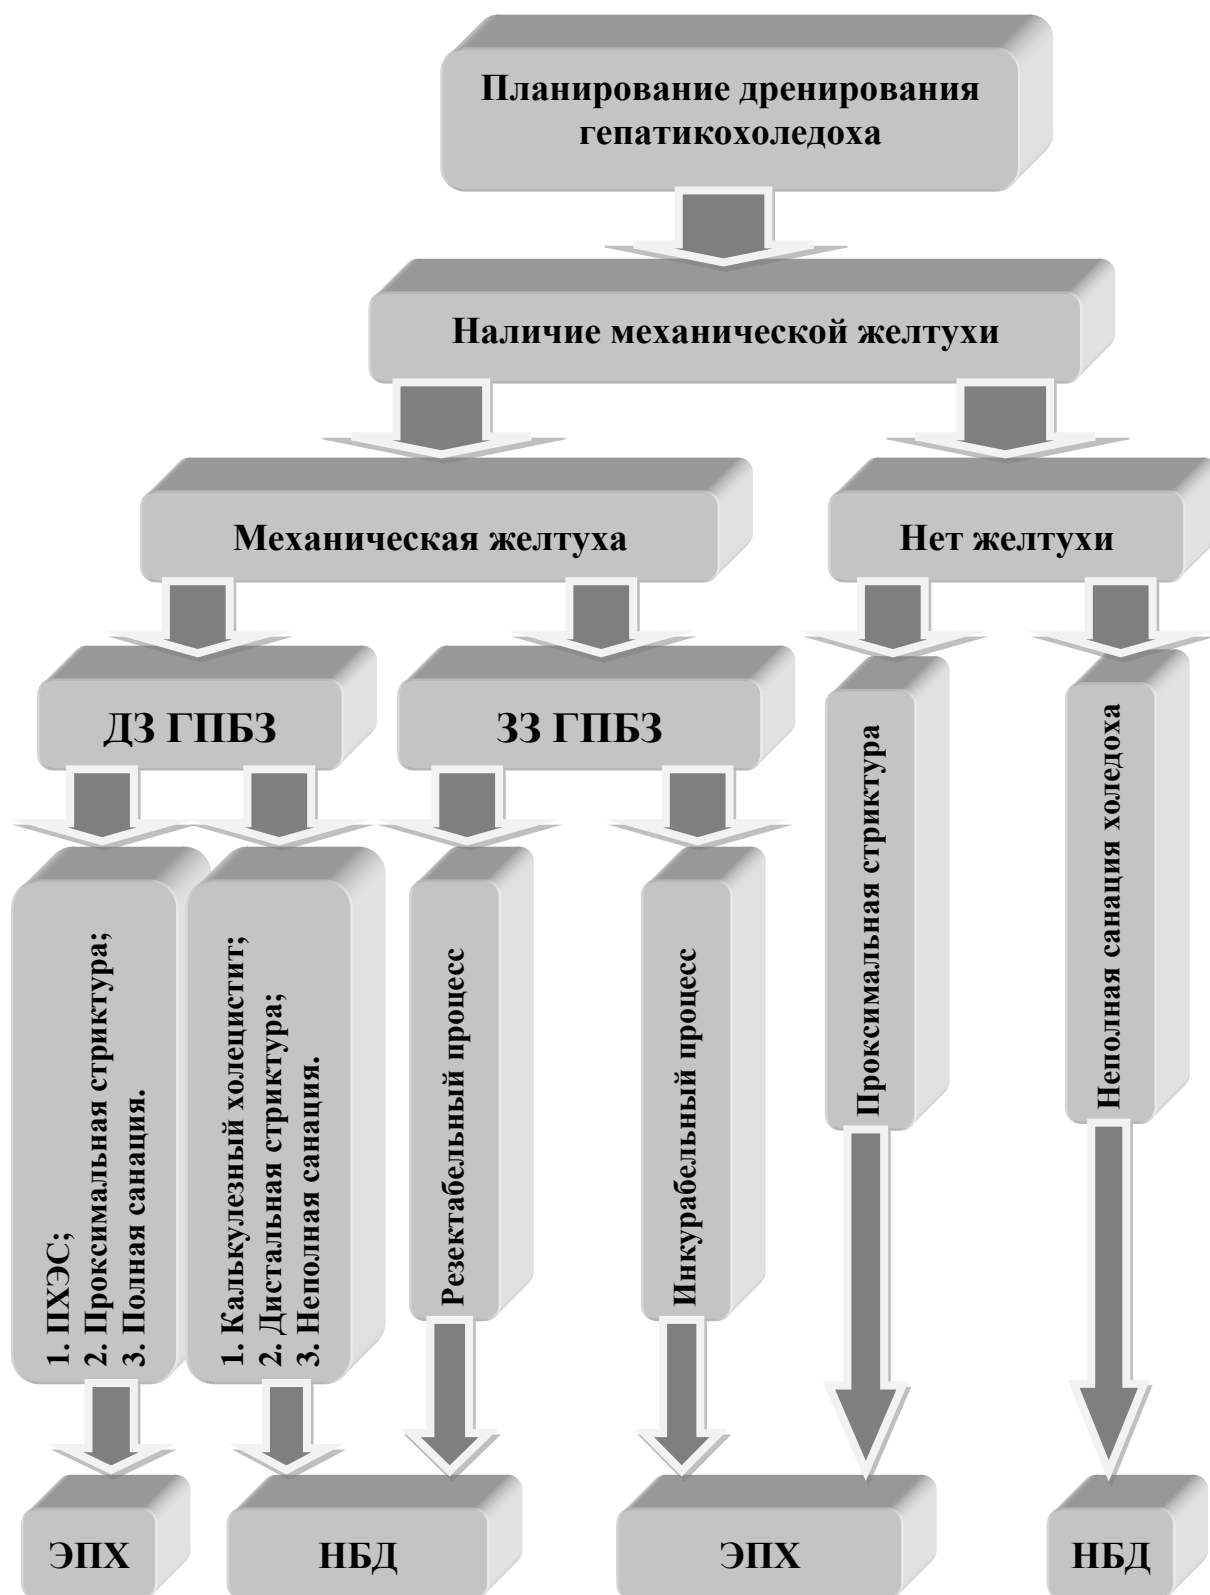 Планирование дренирования
гепатикохоледоха
Наличие механической желтухи
Механическая желтуха
Нет желтухи
ДЗ ГПБЗ
ЗЗ ГПБЗ
1. ПХЭС;
2. Проксимальная стриктура;
3. Полная санация.
1. Калькулезный холецистит;
2. Дистальная стриктура;
3. Неполная санация.
Резектабельный процесс
Инкурабельный процесс
Проксимальная стриктура
Неполная санация холедоха
ЭПХ
НБД
ЭПХ
НБД